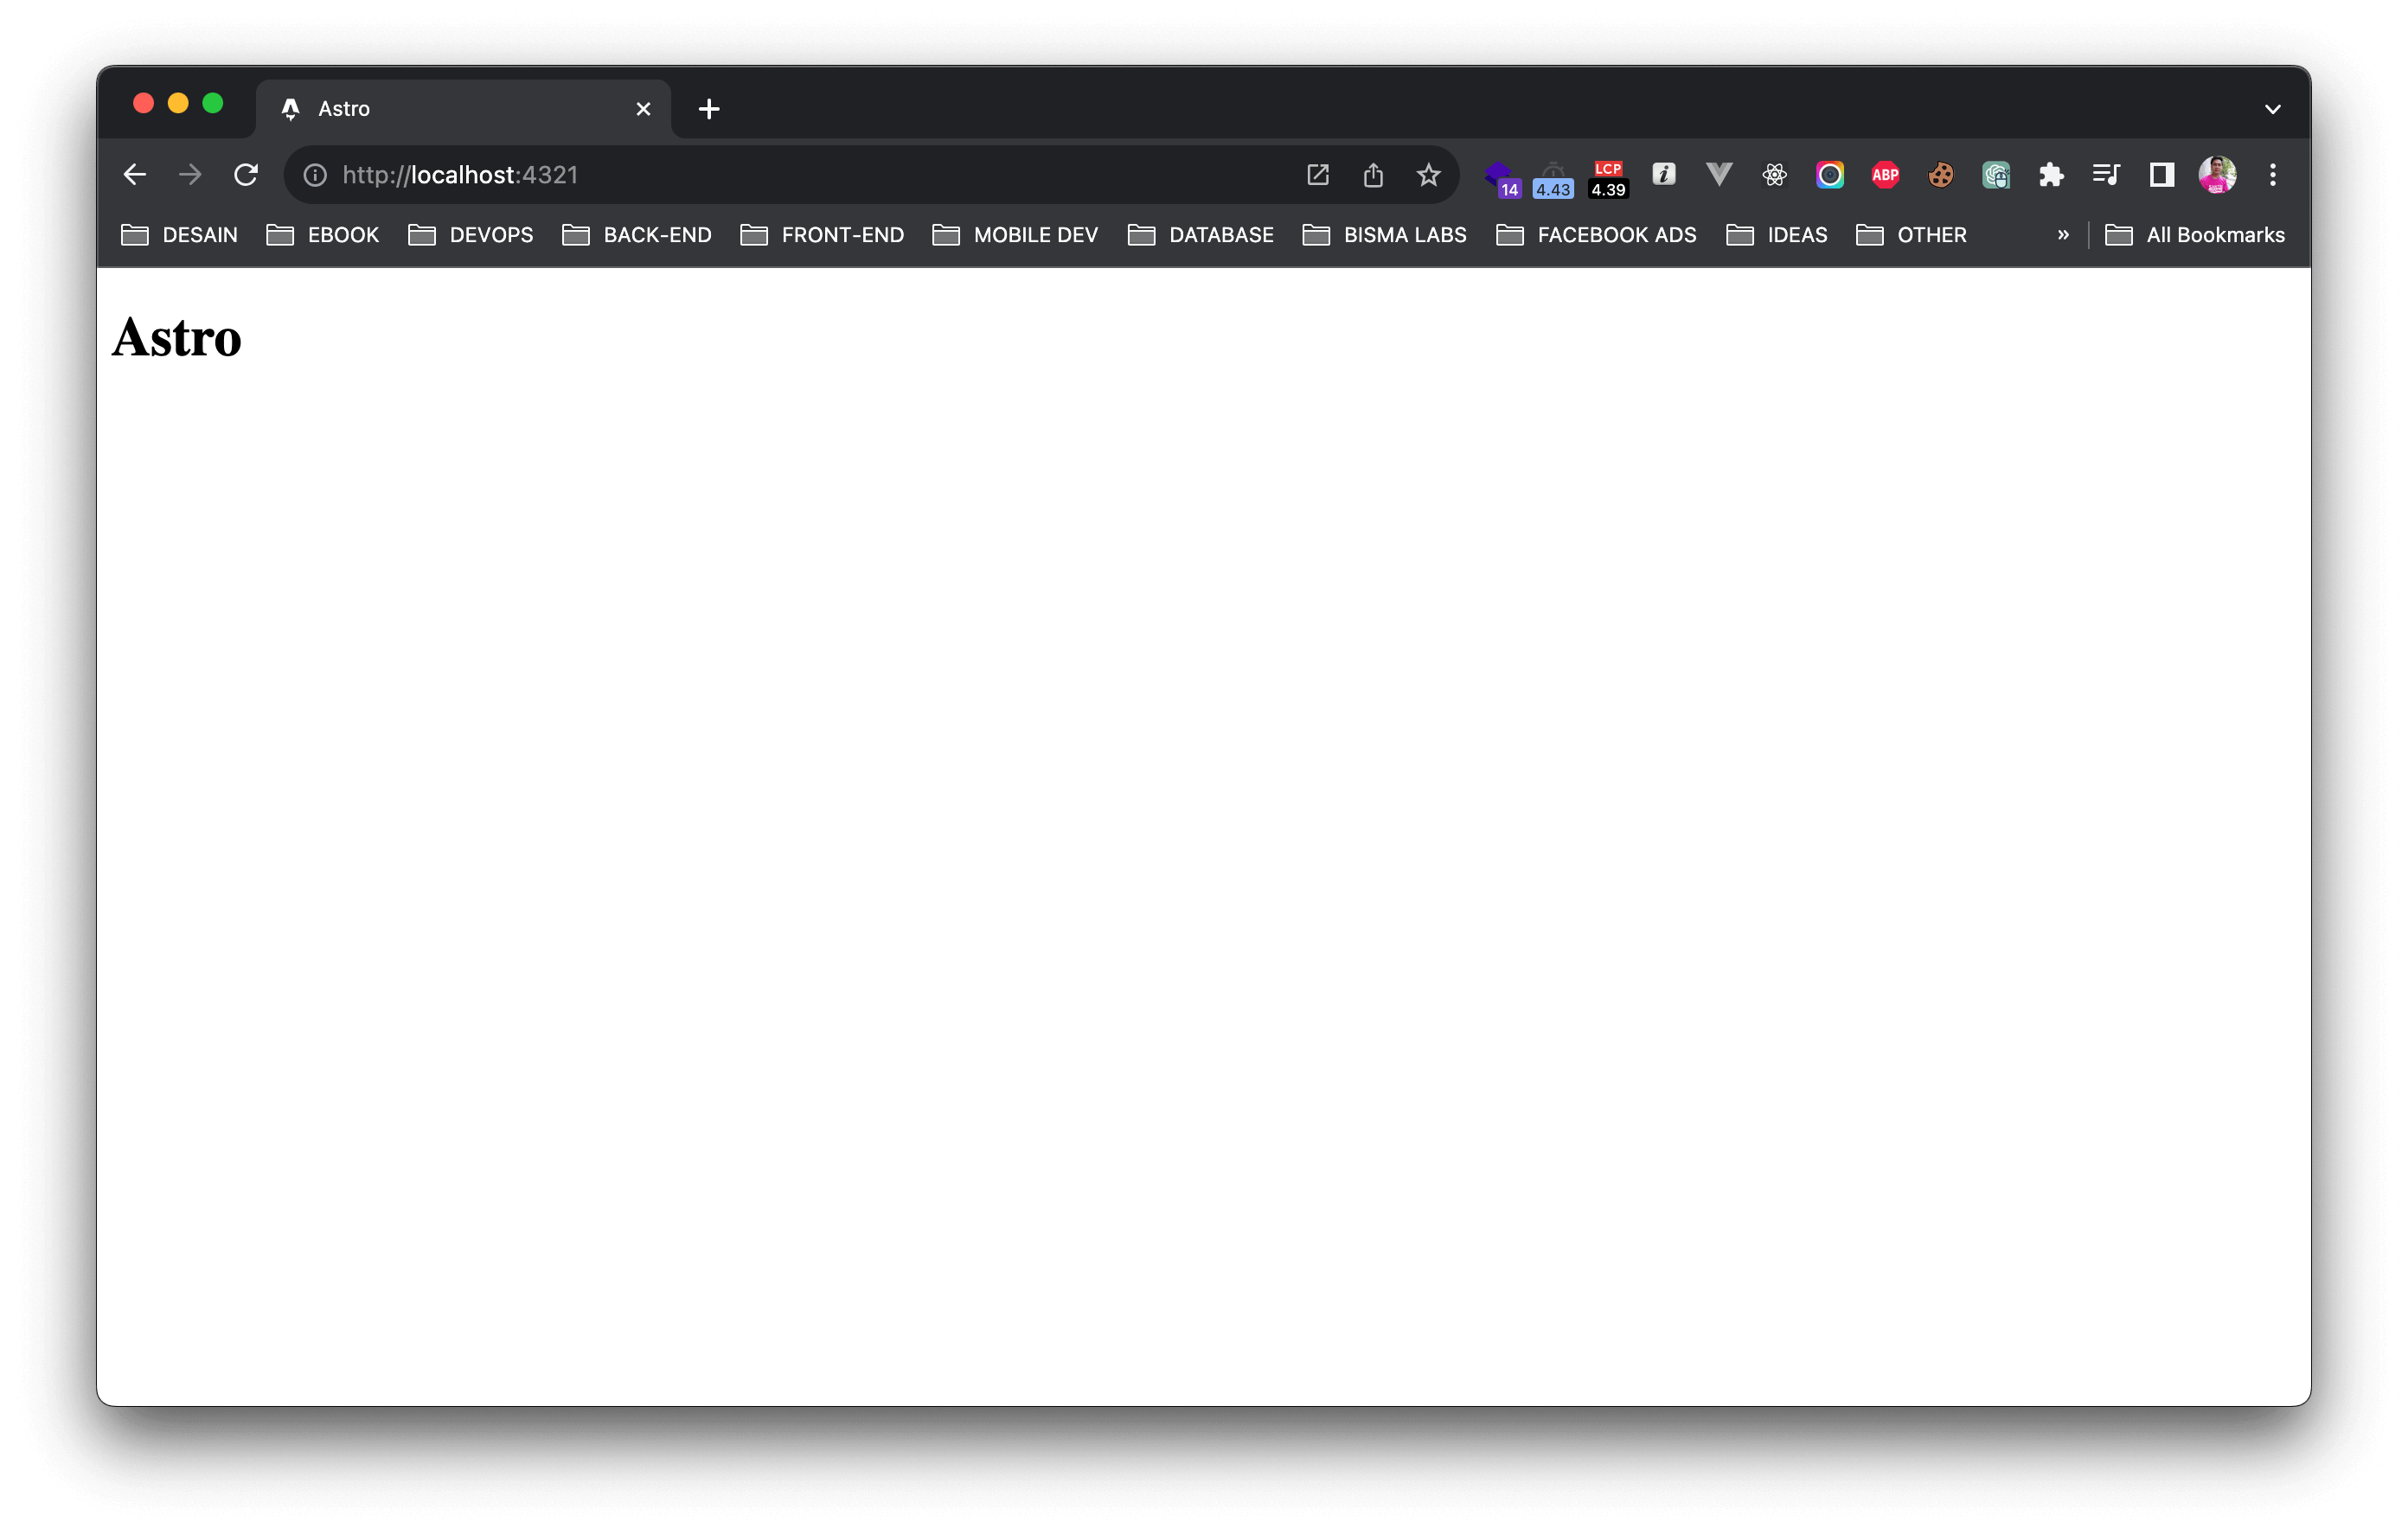 Astro
http://localhost:4321
14
4.43
LCP
4.39
ABP
DESAIN EBOOK DEVOPS BACK-END FRONT-END MOBILE DEV DATABASE BISMA LABS FACEBOOK ADS IDEAS OTHER » All Bookmarks
Astro